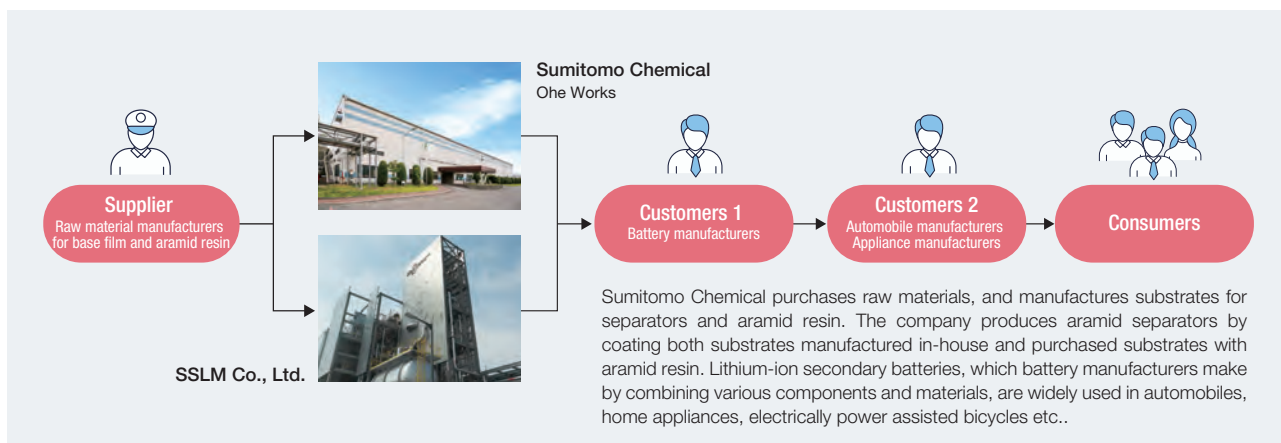 Sumitomo Chemical
Ohe Works
Supplier
Raw material manufacturers
for base film and aramid resin
Customers 1
Battery manufacturers
Customers 2
Automobile manufacturers
Appliance manufacturers
Consumers
SSLM Co., Ltd.
Sumitomo Chemical purchases raw materials, and manufactures substrates for
separators and aramid resin. The company produces aramid separators by
coating both substrates manufactured in-house and purchased substrates with
aramid resin. Lithium-ion secondary batteries, which battery manufacturers make
by combining various components and materials, are widely used in automobiles,
home appliances, electrically power assisted bicycles etc..